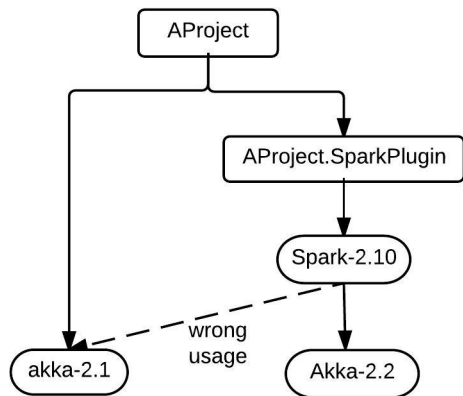 AProject
AProject.SparkPlugin
Spark-2.10
wrong
usage
akka-2.1
Akka-2.2